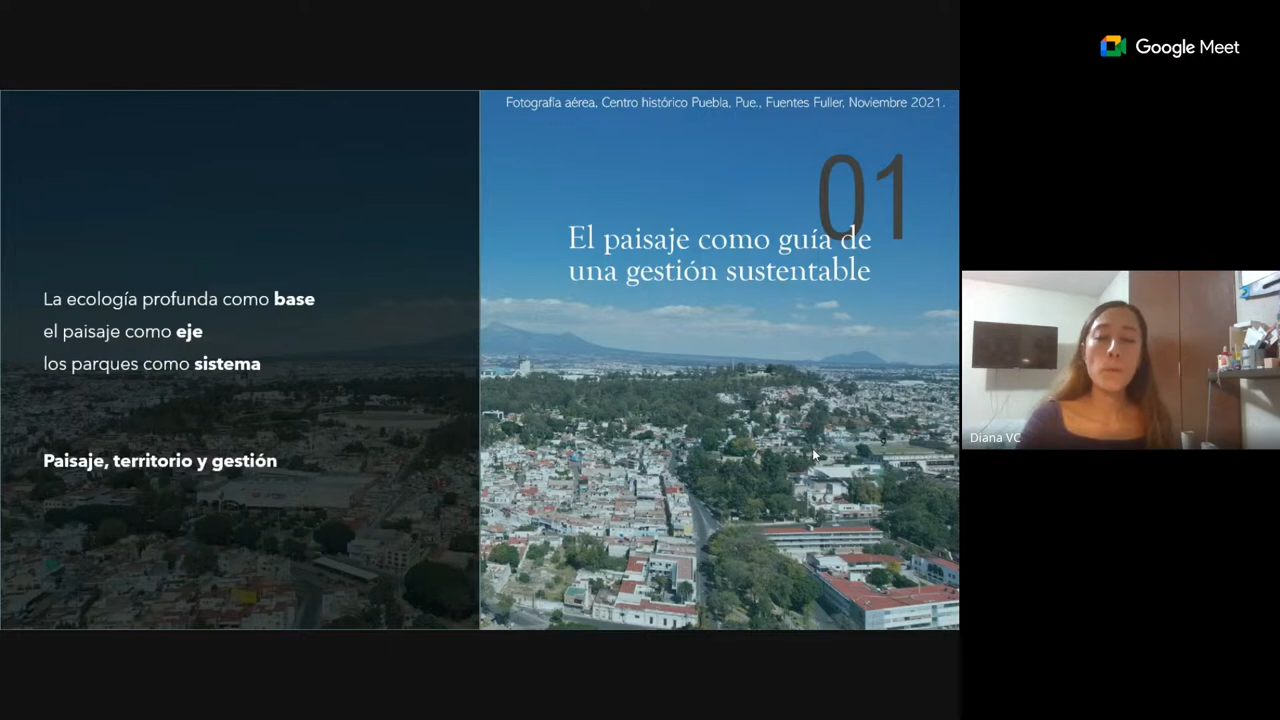 La ecología profunda como base
el paisaje como eje
los parques como sistema
Paisaje, territorio y gestión
Fotografía aérea, Centro histórico Puebla, Pue., Fuentes Fuller, Noviembre 2021.
01
El paisaje como guía de
una gestión sustentable
Google Meet
Diana VC